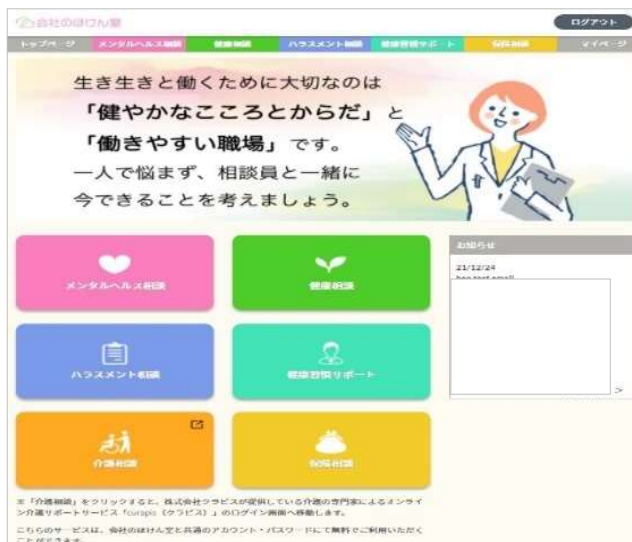 会社のほけん室
ログアウト
トップページ メンタルヘルス相談 健康相談 ハラスメント相談 健康習慣サポート 保険相談 マイページ
生き生きと働くために大切なのは
「健やかなこころとからだ」と
「働きやすい職場」です。
一人で悩まず、相談員と一緒に
今できることを考えましょう。
メンタルヘルス相談
健康相談
お知らせ
21/12/24
ハラスメント相談
健康習慣サポート
>
介護相談
保険相談
※「介護相談」をクリックすると、株式会社クラピスが提供している介護の専門家によるオンライ
ン介護サポートサービス「curapis（クラピス）」のログイン画面へ移動します。
こちらのサービスは、会社のほけん室と共通のアカウント・パスワードにて無料でご利用いただく
ことができます。